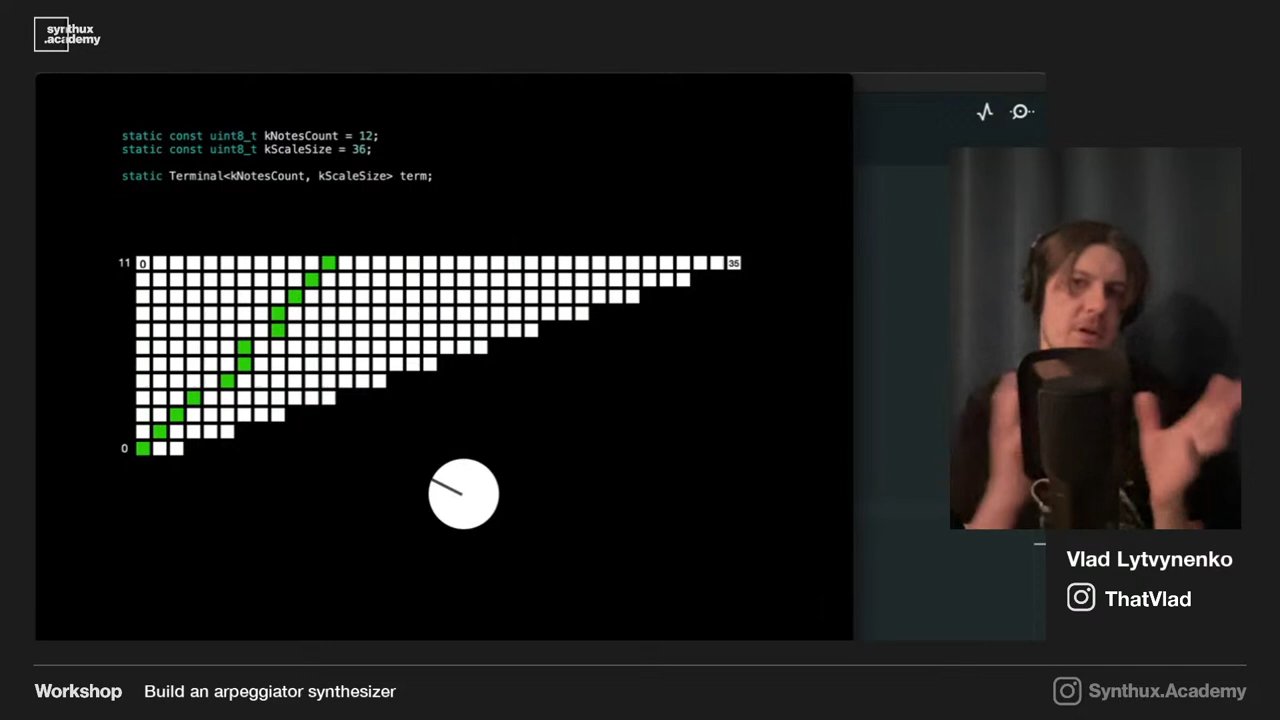 synthux
.academy
static const uint8_t kNotesCount = 12;
static const uint8_t kScaleSize = 36;
static Terminal<kNotesCount, kScaleSize> term;
11
0
35
0
Vlad Lytvynenko
ThatVlad
Workshop Build an arpeggiator synthesizer
Synthux.Academy